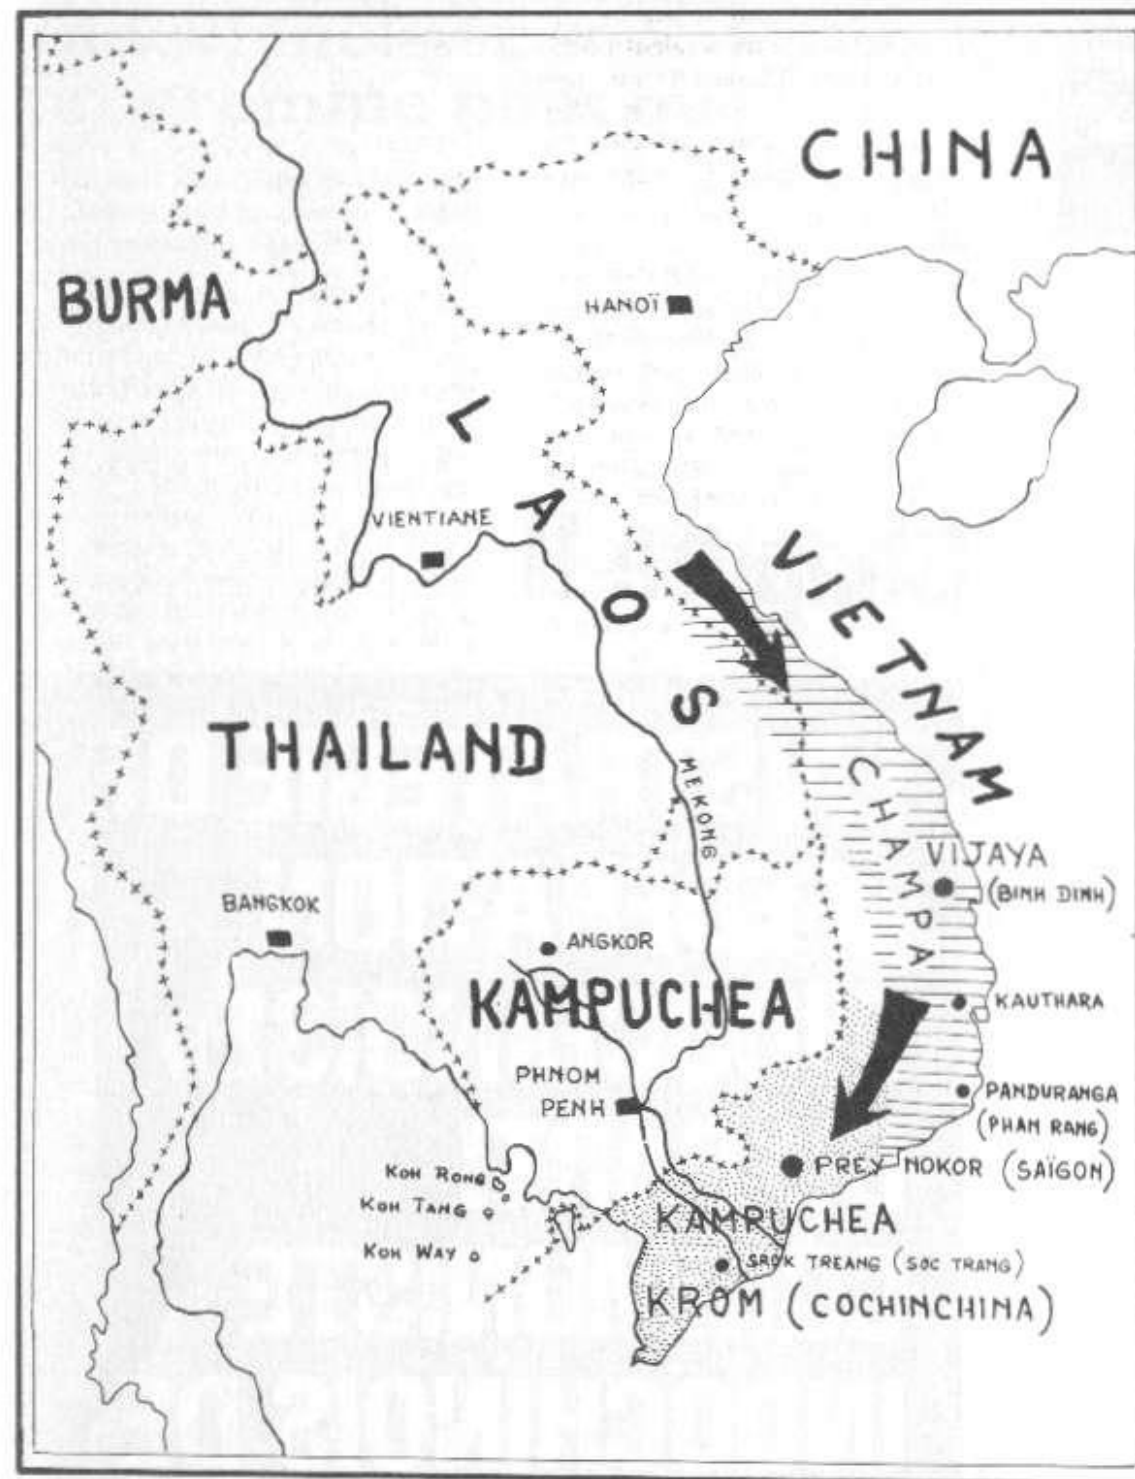 CHINA
BURMA
HANOÏ
LAOS
VIENTIANE
VIETNAM
THAILAND
MEKONG
CHAMPA
VIJAYA
(BINH DINH)
BANGKOK
ANGKOR
KAMPUCHEA
KAUTHARA
PHNOM
PENH
PANDURANGA
(PHAN RANG)
PREY NOKOR (SAÏGON)
KOH RONG
KOH TANG
KAMPUCHEA
KOH WAY
SROK TREANG (SOC TRANG)
KROM (COCHINCHINA)